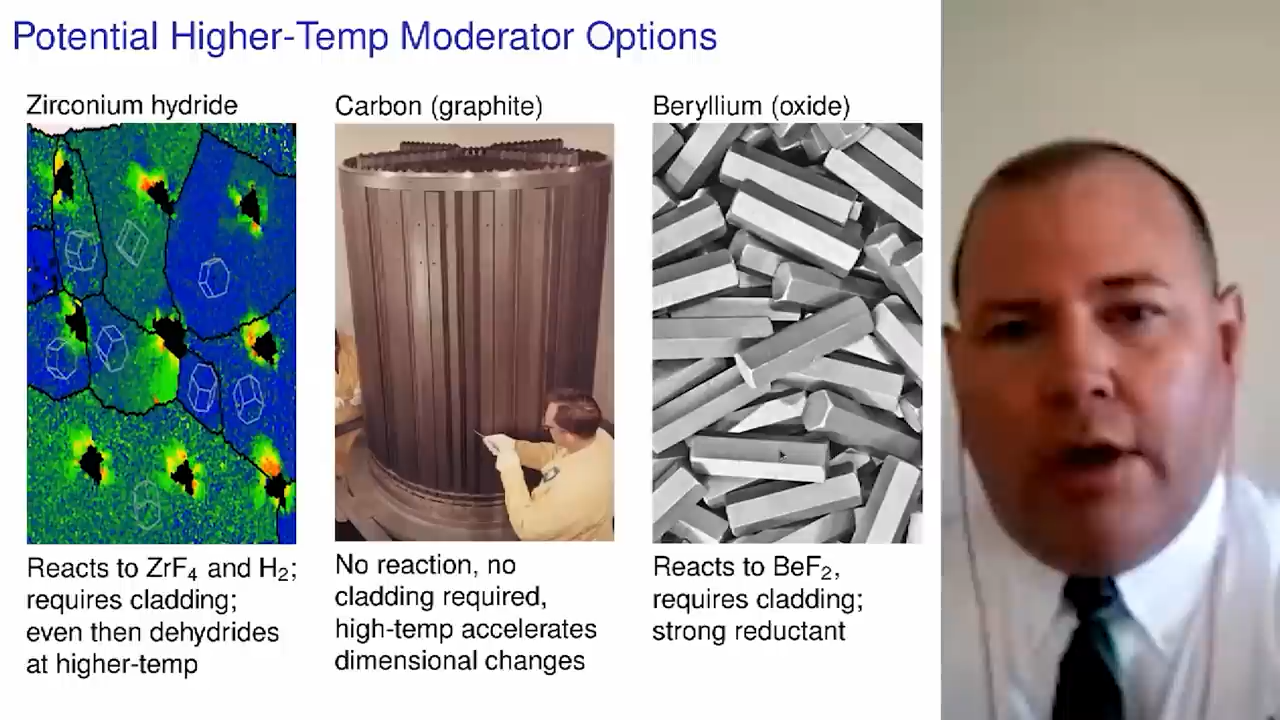 Potential Higher-Temp Moderator Options
Zirconium hydride
Reacts to ZrF₄ and H₂;
requires cladding;
even then dehydrides
at higher-temp
Carbon (graphite)
No reaction, no
cladding required,
high-temp accelerates
dimensional changes
Beryllium (oxide)
Reacts to BeF₂,
requires cladding;
strong reductant